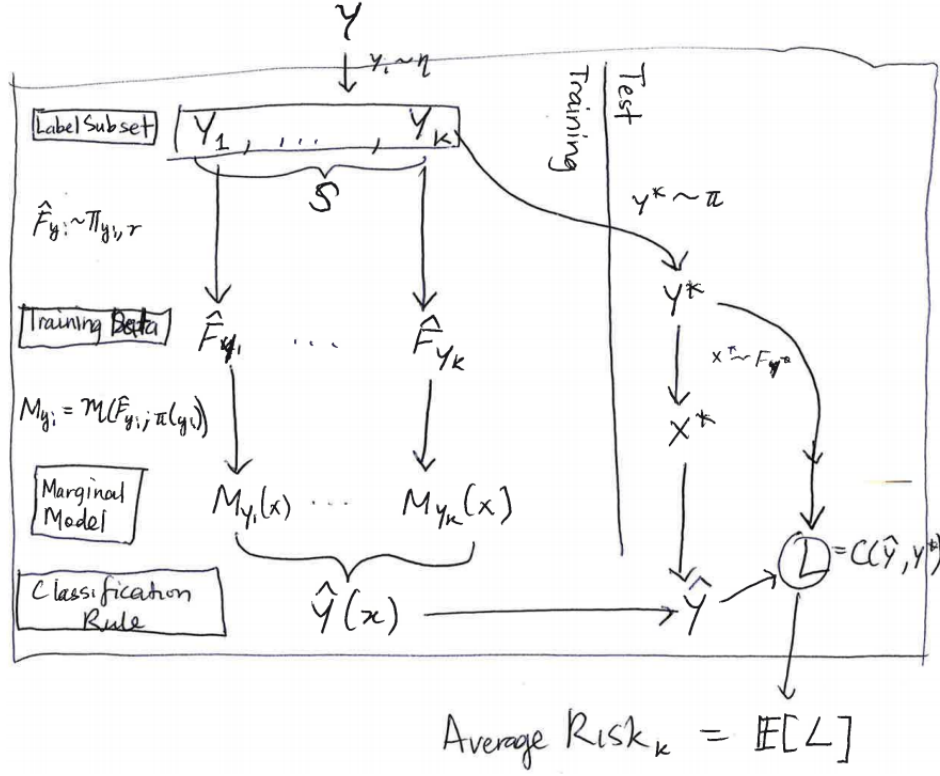 Y
y_i ~ η
Training
Test
Label Subset
Y_1 , ... , Y_k
S
y* ~ π
F̂_{y_i} ~ Π_{y_i, r}
Y*
Training Data
F̂_{y_1} ... F̂_{y_k}
x* ~ F_{y*}
M_{y_i} = M(F̂_{y_i}; π(y_i))
X*
Marginal
Model
M_{y_1}(x) ... M_{y_k}(x)
L = C(Ŷ, Y*)
Classification
Rule
Ŷ(x)
Ŷ
Average Risk_k = E[L]